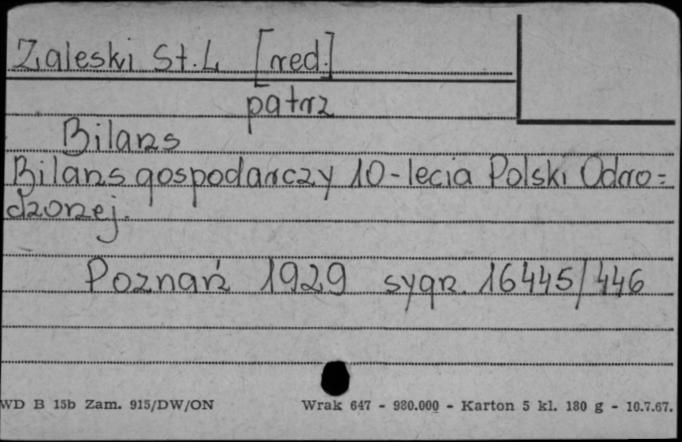 Zaleski St. L [red.]
patrz
Bilans
Bilans gospodarczy 10-lecia Polski Odro=
dzonej.
Poznań 1929 sygn. 16445/446
WD B 15b Zam. 915/DW/ON Wrak 647 - 980.000 - Karton 5 kl. 180 g - 10.7.67.